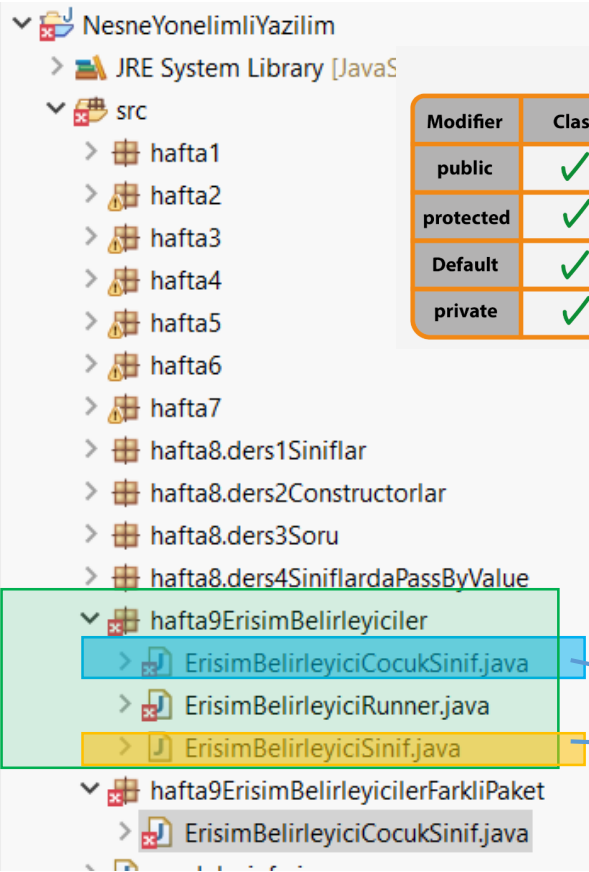 NesneYonelimliYazilim
JRE System Library [JavaS
src
hafta1
hafta2
hafta3
hafta4
hafta5
hafta6
hafta7
hafta8.ders1Siniflar
hafta8.ders2Constructorlar
hafta8.ders3Soru
hafta8.ders4SiniflardaPassByValue
hafta9ErisimBelirleyiciler
ErisimBelirleyiciCocukSinif.java
ErisimBelirleyiciRunner.java
ErisimBelirleyiciSinif.java
hafta9ErisimBelirleyicilerFarkliPaket
ErisimBelirleyiciCocukSinif.java
Modifier Clas
public
protected
Default
private